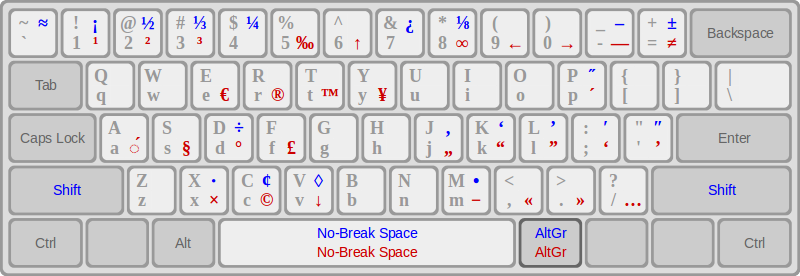 ~ ≈ ! ¡ @ ½ # ⅓ $ ¼ % ^ & ¿ * ⅛ ( ) _ – + ± Backspace
` 1 ¹ 2 ² 3 ³ 4 5 ‰ 6 ↑ 7 8 ∞ 9 ← 0 → - — = ≠
Tab Q W E R T Y U I O P ˝ { } |
q w e € r ® t ™ y ¥ u i o p ´ [ ] \
Caps Lock A S D ÷ F G H J ‚ K ‘ L ’ : ′ " ″ Enter
a ◌́ s § d ° f £ g h j „ k “ l ” ; ‘ ' ’
Shift Z X · C ¢ V ◊ B N M • < > ? Shift
z x × c © v ↓ b n m − , « . » / …
Ctrl Alt No-Break Space AltGr Ctrl
No-Break Space AltGr